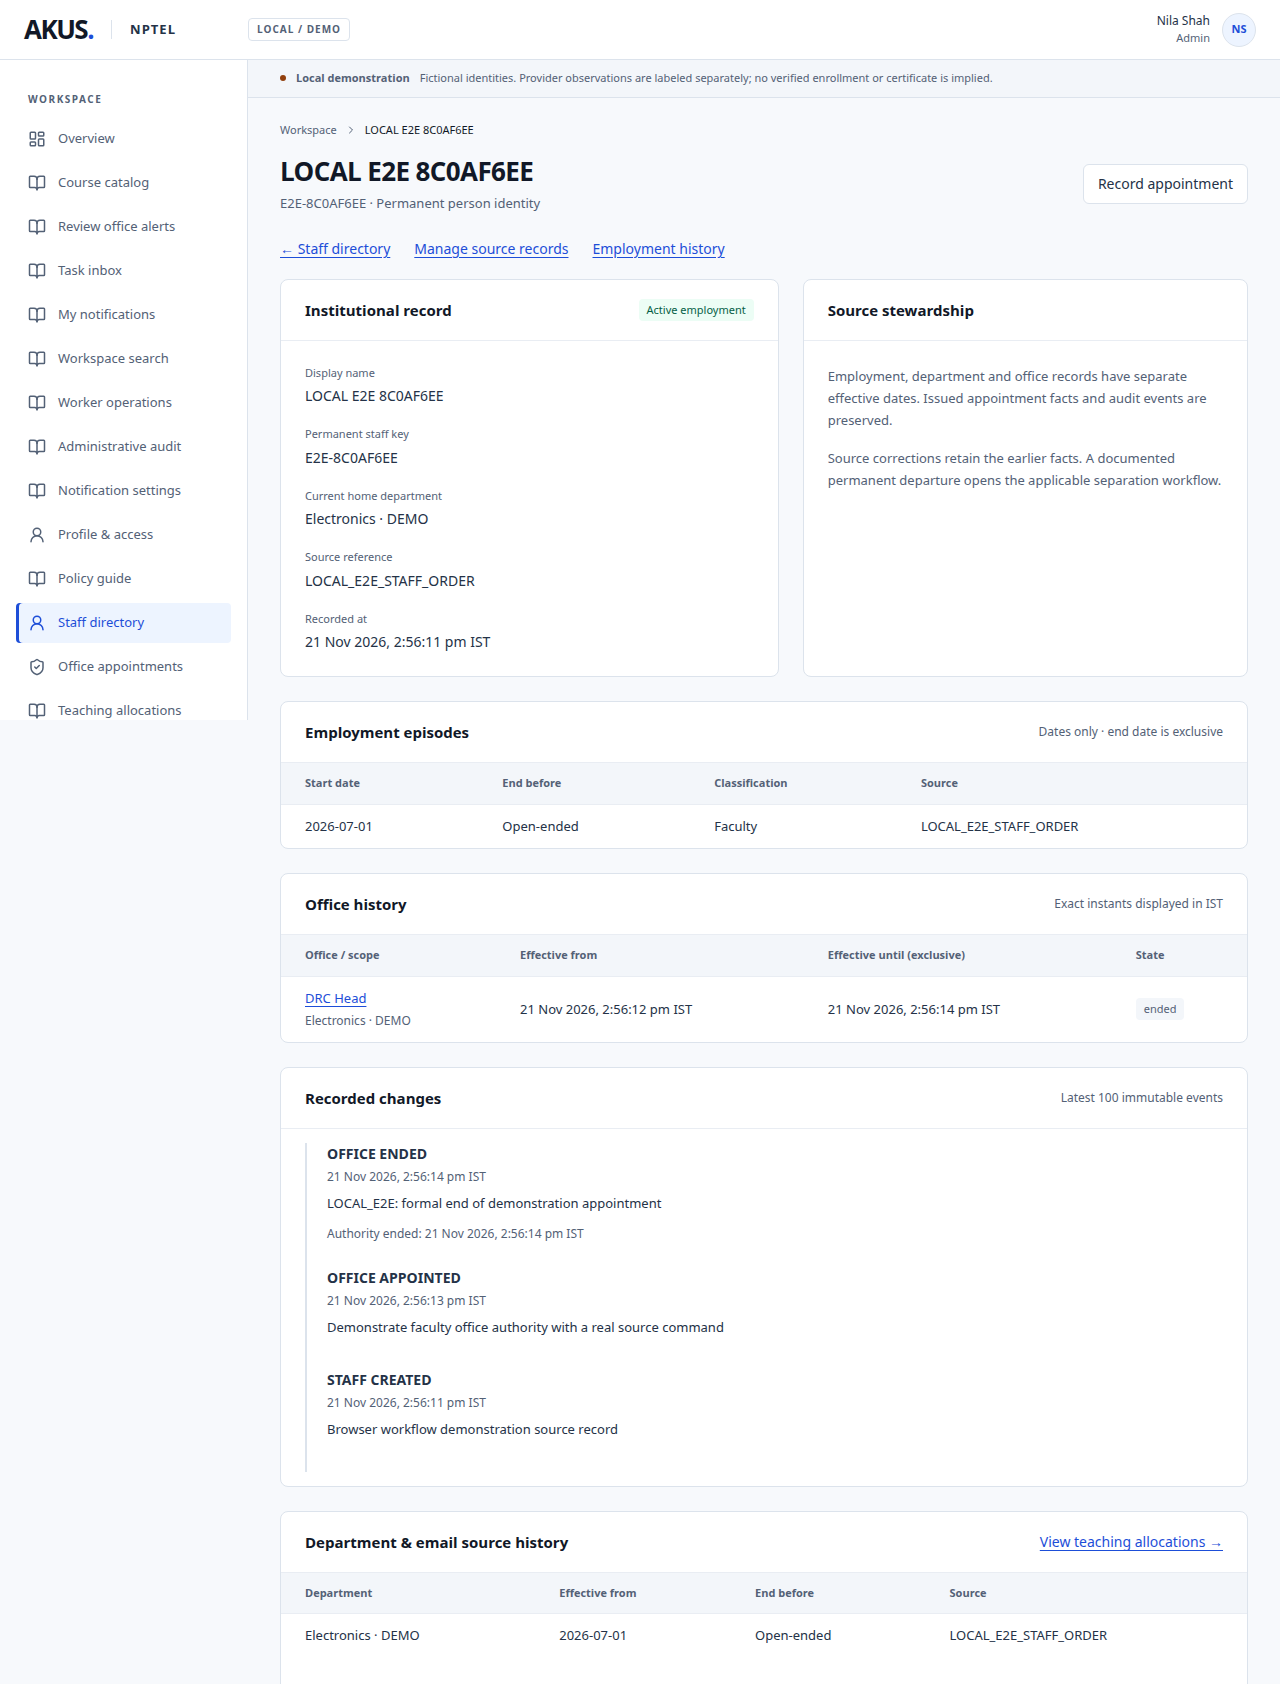 AKUS.
NPTEL
LOCAL / DEMO
Nila Shah
Admin
NS
WORKSPACE
Overview
Course catalog
Review office alerts
Task inbox
My notifications
Workspace search
Worker operations
Administrative audit
Notification settings
Profile & access
Policy guide
Staff directory
Office appointments
Teaching allocations
Local demonstration Fictional identities. Provider observations are labeled separately; no verified enrollment or certificate is implied.
Workspace > LOCAL E2E 8C0AF6EE
LOCAL E2E 8C0AF6EE
E2E-8C0AF6EE · Permanent person identity
Record appointment
← Staff directory Manage source records Employment history
Institutional record
Active employment
Display name
LOCAL E2E 8C0AF6EE
Permanent staff key
E2E-8C0AF6EE
Current home department
Electronics · DEMO
Source reference
LOCAL_E2E_STAFF_ORDER
Recorded at
21 Nov 2026, 2:56:11 pm IST
Source stewardship
Employment, department and office records have separate
effective dates. Issued appointment facts and audit events are
preserved.
Source corrections retain the earlier facts. A documented
permanent departure opens the applicable separation workflow.
Employment episodes
Dates only · end date is exclusive
Start date End before Classification Source
2026-07-01 Open-ended Faculty LOCAL_E2E_STAFF_ORDER
Office history
Exact instants displayed in IST
Office / scope Effective from Effective until (exclusive) State
DRC Head
Electronics · DEMO
21 Nov 2026, 2:56:12 pm IST 21 Nov 2026, 2:56:14 pm IST ended
Recorded changes
Latest 100 immutable events
OFFICE ENDED
21 Nov 2026, 2:56:14 pm IST
LOCAL_E2E: formal end of demonstration appointment
Authority ended: 21 Nov 2026, 2:56:14 pm IST
OFFICE APPOINTED
21 Nov 2026, 2:56:13 pm IST
Demonstrate faculty office authority with a real source command
STAFF CREATED
21 Nov 2026, 2:56:11 pm IST
Browser workflow demonstration source record
Department & email source history
View teaching allocations →
Department Effective from End before Source
Electronics · DEMO 2026-07-01 Open-ended LOCAL_E2E_STAFF_ORDER